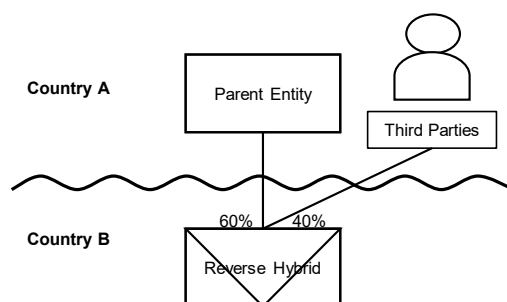 Country A
Parent Entity
Third Parties
60% 40%
Country B
Reverse Hybrid